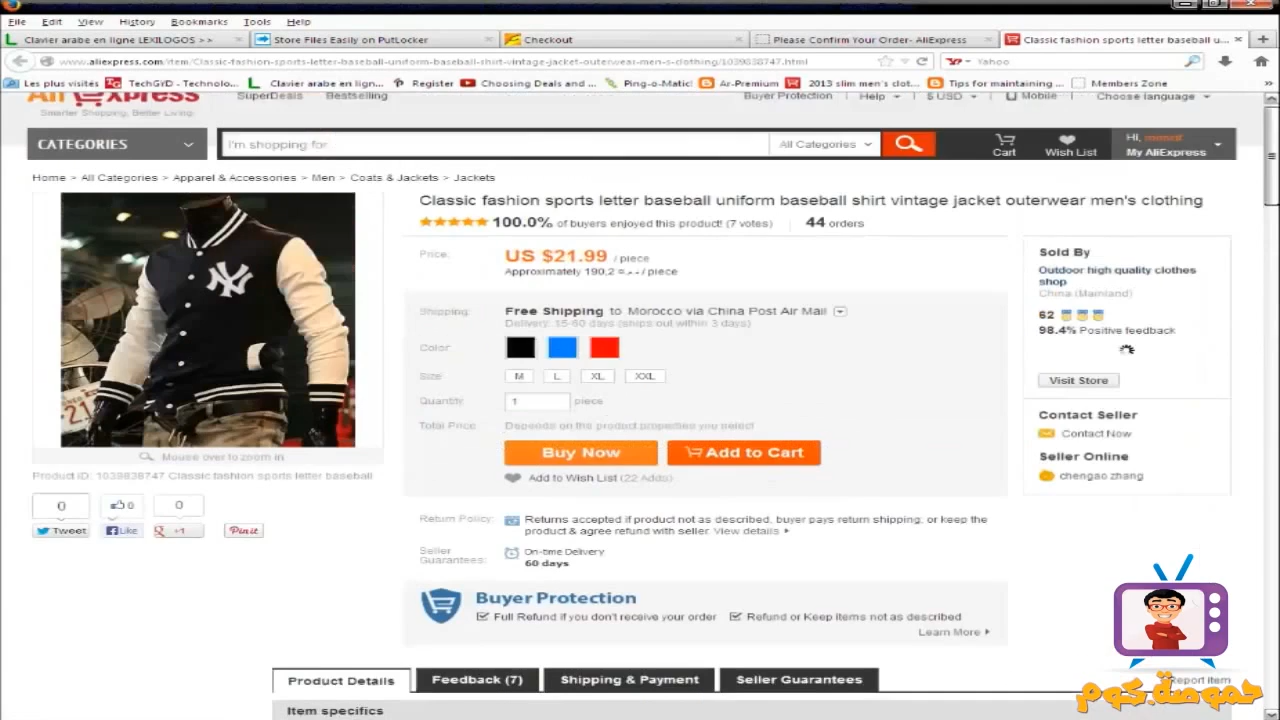 File Edit View History Bookmarks Tools Help
Clavier arabe en ligne LEXILOGOS >> Store Files Easily on PutLocker Checkout Please Confirm Your Order- AliExpress Classic fashion sports letter baseball u...
www.aliexpress.com/item/Classic-fashion-sports-letter-baseball-uniform-baseball-shirt-vintage-jacket-outerwear-men-s-clothing/1039838747.html Yahoo
Les plus visités TechGYD - Technolo... Clavier arabe en lign... Register Choosing Deals and ... Ping-o-Matic! Ar-Premium 2013 slim men's clot... Tips for maintaining ... Members Zone
AliExpress SuperDeals Bestselling Buyer Protection Help $ USD Mobile Choose language
Smarter Shopping, Better Living
CATEGORIES I'm shopping for All Categories Cart Wish List Hi, My AliExpress
Home > All Categories > Apparel & Accessories > Men > Coats & Jackets > Jackets
Classic fashion sports letter baseball uniform baseball shirt vintage jacket outerwear men's clothing
100.0% of buyers enjoyed this product! (7 votes) 44 orders
Price: US $21.99 / piece
Approximately 190,2 / piece
Shipping: Free Shipping to Morocco via China Post Air Mail
Delivery: 15-60 days (ships out within 3 days)
Color:
Size: M L XL XXL
Quantity: 1 piece
Total Price: Depends on the product properties you select
Buy Now Add to Cart
Add to Wish List (22 Adds)
NY
21
Mouse over to zoom in
Product ID: 1039838747 Classic fashion sports letter baseball
0 0 0
Tweet Like +1 Pin it
Return Policy: Returns accepted if product not as described, buyer pays return shipping; or keep the
product & agree refund with seller. View details
Seller Guarantees: On-time Delivery
60 days
Buyer Protection
Full Refund if you don't receive your order Refund or Keep items not as described
Learn More
Sold By
Outdoor high quality clothes
shop
China (Mainland)
62
98.4% Positive feedback
Visit Store
Contact Seller
Contact Now
Seller Online
chengao zhang
Product Details Feedback (7) Shipping & Payment Seller Guarantees
Report item
Item specifics
حموصة.كوم